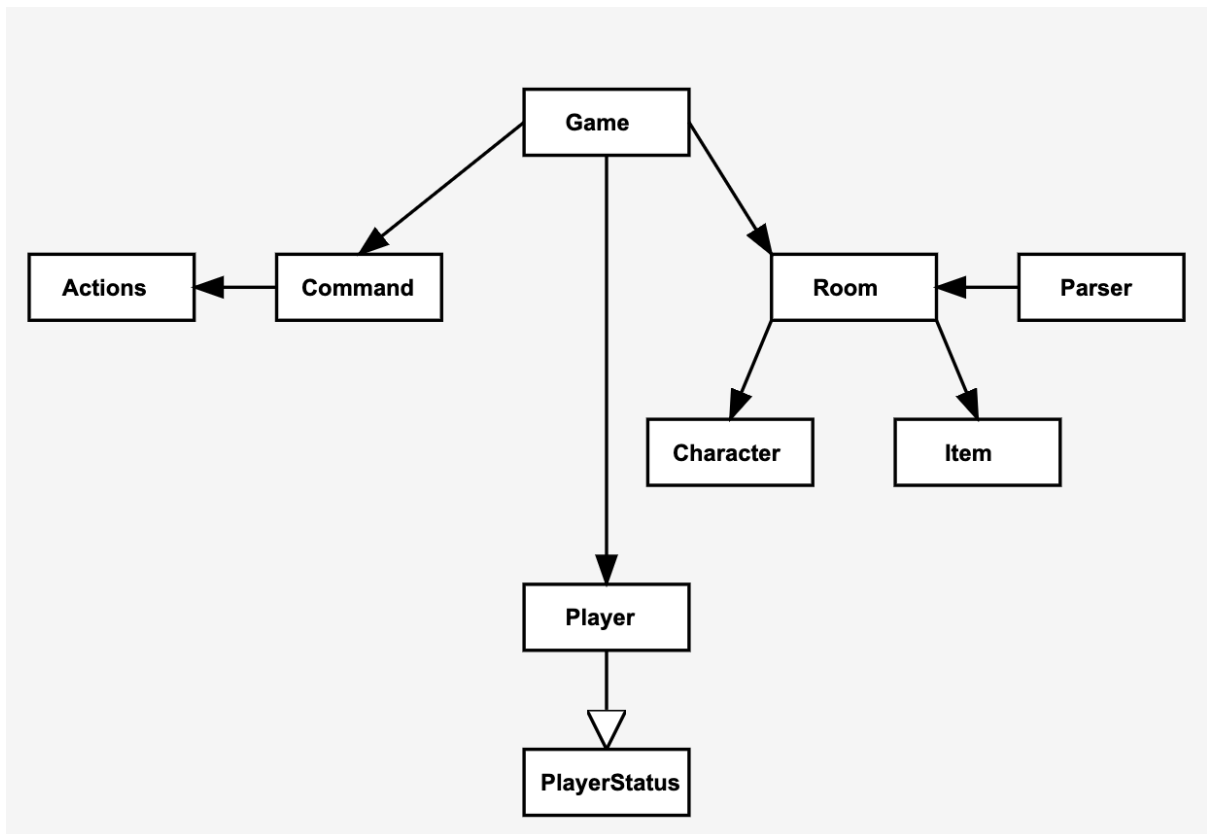 Game
Actions
Command
Room
Parser
Character
Item
Player
PlayerStatus